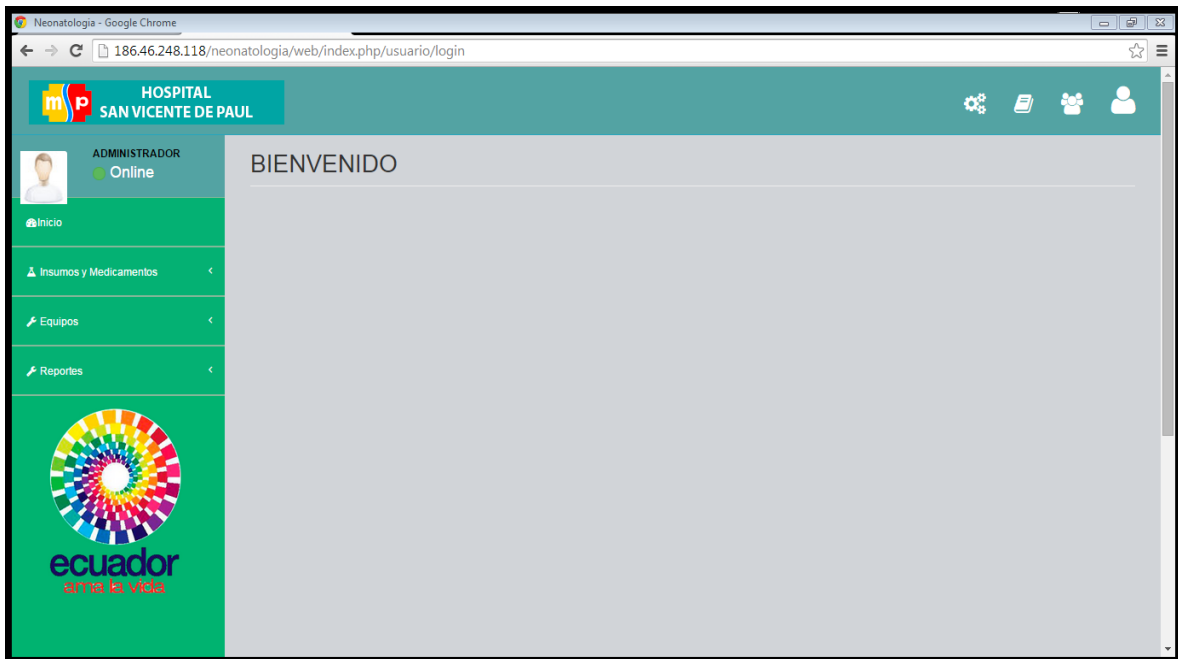 Neonatologia - Google Chrome
186.46.248.118/neonatologia/web/index.php/usuario/login
msp
HOSPITAL
SAN VICENTE DE PAUL
ADMINISTRADOR
Online
BIENVENIDO
Inicio
Insumos y Medicamentos
Equipos
Reportes
ecuador
ama la vida